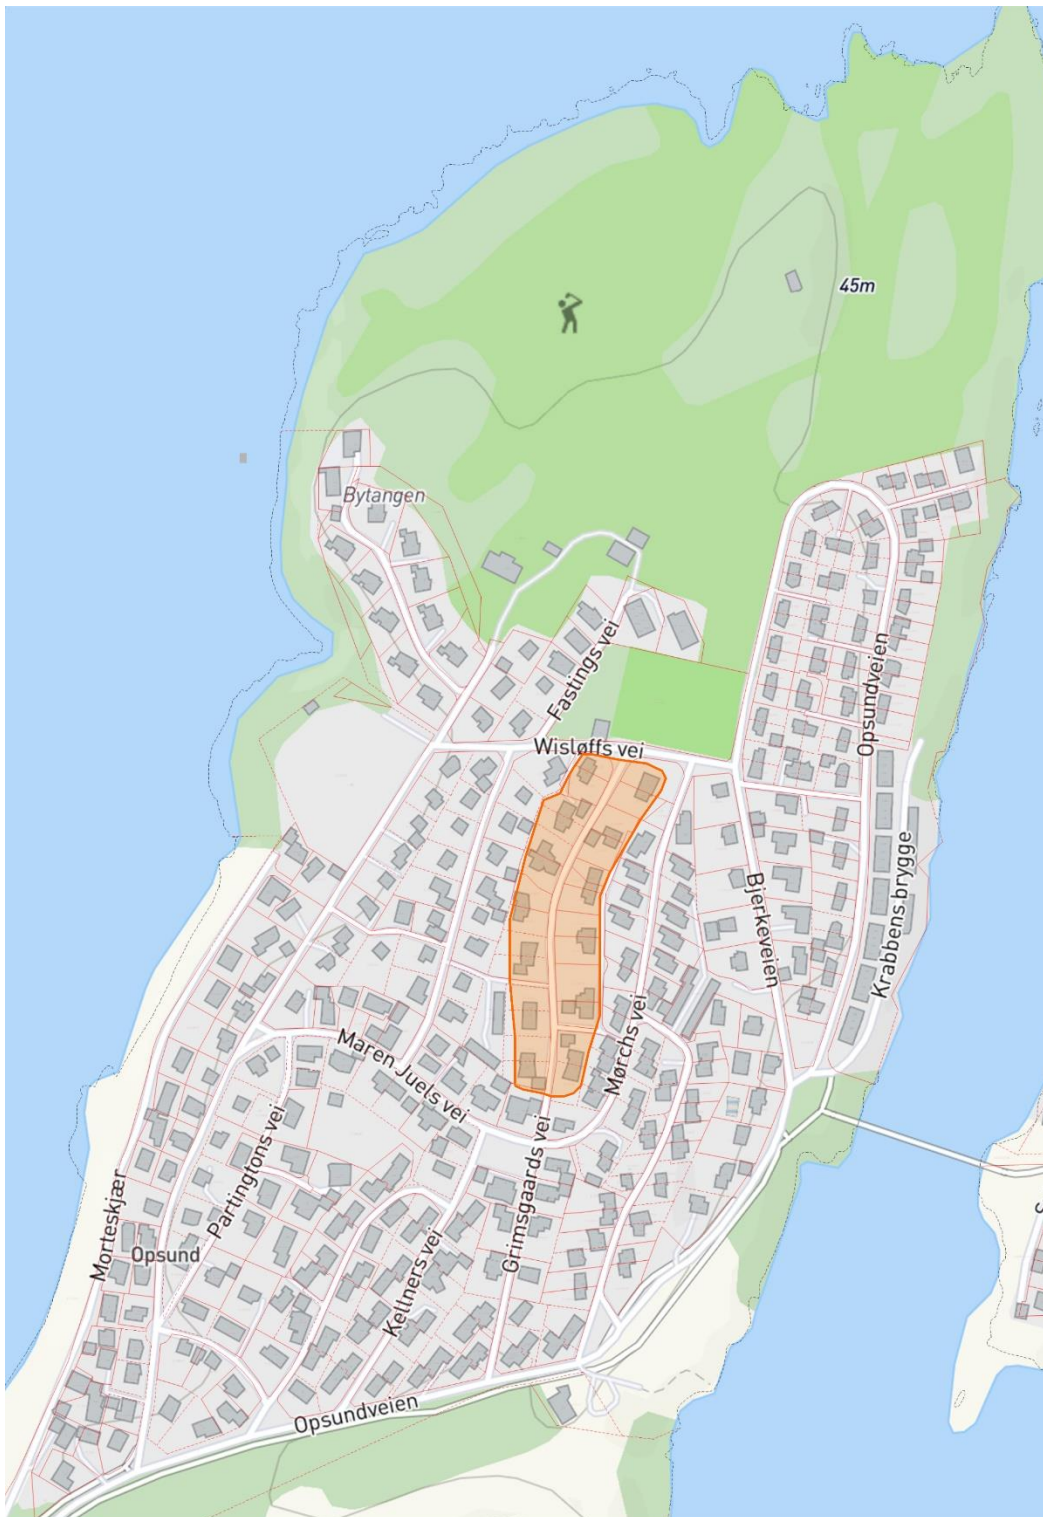 45m
Bytangen
Fastings vei
Opsundveien
Wisløffs vei
Bjerkeveien
Krabbens brygge
Maren Juels vei
Mørchs vei
Partingtons vei
Grimsgaards vei
Morteskjær
Opsund
Kellners vei
Opsundveien